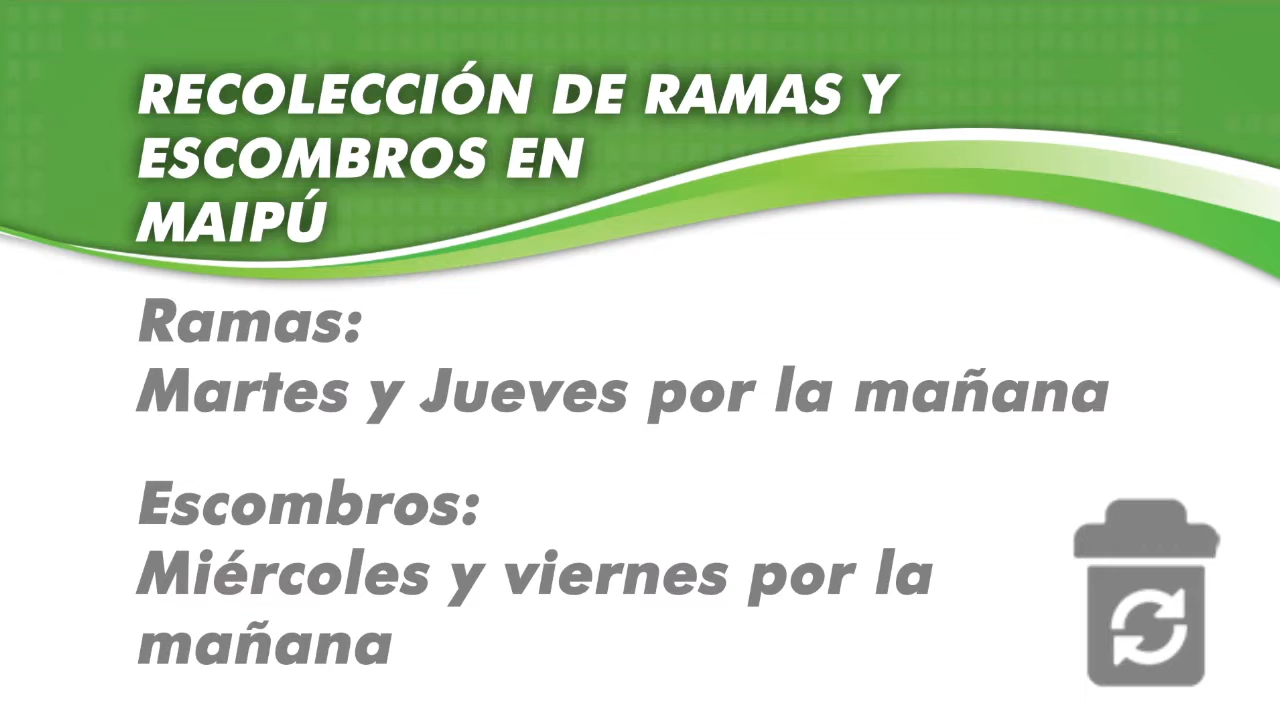 RECOLECCIÓN DE RAMAS Y
ESCOMBROS EN
MAIPÚ
Ramas:
Martes y Jueves por la mañana
Escombros:
Miércoles y viernes por la
mañana